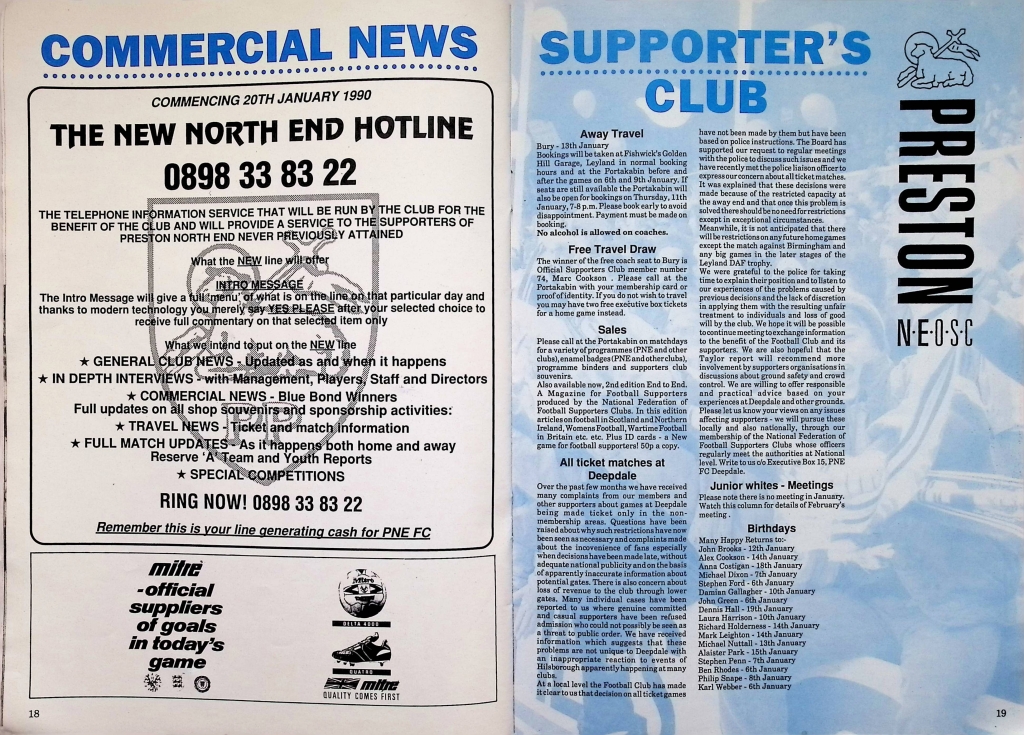 COMMERCIAL NEWS
COMMENCING 20TH JANUARY 1990
THE NEW NORTH END HOTLINE
0898 33 83 22
THE TELEPHONE INFORMATION SERVICE THAT WILL BE RUN BY THE CLUB FOR THE
BENEFIT OF THE CLUB AND WILL PROVIDE A SERVICE TO THE SUPPORTERS OF
PRESTON NORTH END NEVER PREVIOUSLY ATTAINED
What the NEW line will offer
INTRO MESSAGE
The Intro Message will give a full 'menu' of what is on the line on that particular day and
thanks to modern technology you merely say YES PLEASE after your selected choice to
receive full commentary on that selected item only
What we intend to put on the NEW line
★ GENERAL CLUB NEWS - Updated as and when it happens
★ IN DEPTH INTERVIEWS - with Management, Players, Staff and Directors
★ COMMERCIAL NEWS - Blue Bond Winners
Full updates on all shop souvenirs and sponsorship activities:
★ TRAVEL NEWS - Ticket and match information
★ FULL MATCH UPDATES - As it happens both home and away
Reserve 'A' Team and Youth Reports
★ SPECIAL COMPETITIONS
PP
RING NOW! 0898 33 83 22
Remember this is your line generating cash for PNE FC
mitre
-official
suppliers
of goals
in today's
game
Mitre
DELTA 4000
QUATRO
mitre
QUALITY COMES FIRST
18
SUPPORTER'S
CLUB
Away Travel
Bury - 13th January
Bookings will be taken at Fishwick's Golden
Hill Garage, Leyland in normal booking
hours and at the Portakabin before and
after the games on 6th and 9th January. If
seats are still available the Portakabin will
also be open for bookings on Thursday, 11th
January, 7-8 p.m. Please book early to avoid
disappointment. Payment must be made on
booking.
No alcohol is allowed on coaches.
Free Travel Draw
The winner of the free coach seat to Bury is
Official Supporters Club member number
74, Marc Cookson . Please call at the
Portakabin with your membership card or
proof of identity. If you do not wish to travel
you may have two free executive box tickets
for a home game instead.
Sales
Please call at the Portakabin on matchdays
for a variety of programmes (PNE and other
clubs), enamel badges (PNE and other clubs),
programme binders and supporters club
souvenirs.
Also available now, 2nd edition End to End.
A Magazine for Football Supporters
produced by the National Federation of
Football Supporters Clubs. In this edition
articles on football in Scotland and Northern
Ireland, Womens Football, Wartime Football
in Britain etc. etc. Plus ID cards - a New
game for football supporters! 50p a copy.
All ticket matches at
Deepdale
Over the past few months we have received
many complaints from our members and
other supporters about games at Deepdale
being made ticket only in the non-
membership areas. Questions have been
raised about why such restrictions have now
been seen as necessary and complaints made
about the incovenience of fans especially
when decisions have been made late, without
adequate national publicity and on the basis
of apparently inaccurate information about
potential gates. There is also concern about
loss of revenue to the club through lower
gates. Many individual cases have been
reported to us where genuine committed
and casual supporters have been refused
admission who could not possibly be seen as
a threat to public order. We have received
information which suggests that these
problems are not unique to Deepdale with
an inappropriate reaction to events of
Hilsborough apparently happening at many
clubs.
At a local level the Football Club has made
it clear to us that decision on all ticket games
have not been made by them but have been
based on police instructions. The Board has
supported our request to regular meetings
with the police to discuss such issues and we
have recently met the police liaison officer to
express our concern about all ticket matches.
It was explained that these decisions were
made because of the restricted capacity at
the away end and that once this problem is
solved there should be no need for restrictions
except in exceptional circumstances.
Meanwhile, it is not anticipated that there
will be restrictions on any future home games
except the match against Birmingham and
any big games in the later stages of the
Leyland DAF trophy.
We were grateful to the police for taking
time to explain their position and to listen to
our experiences of the problems caused by
previous decisions and the lack of discretion
in applying them with the resulting unfair
treatment to individuals and loss of good
will by the club. We hope it will be possible
to continue meeting to exchange information
to the benefit of the Football Club and its
supporters. We are also hopeful that the
Taylor report will recommend more
involvement by supporters organisations in
discussions about ground safety and crowd
control. We are willing to offer responsible
and practical advice based on your
experiences at Deepdale and other grounds.
Please let us know your views on any issues
affecting supporters - we will pursue these
locally and also nationally, through our
membership of the National Federation of
Football Supporters Clubs whose officers
regularly meet the authorities at National
level. Write to us c/o Executive Box 15, PNE
FC Deepdale.
Junior whites - Meetings
Please note there is no meeting in January.
Watch this column for details of February's
meeting .
Birthdays
Many Happy Returns to:-
John Brooks - 12th January
Alex Cookson - 14th January
Anna Costigan - 18th January
Michael Dixon - 7th January
Stephen Ford - 6th January
Damian Gallagher - 10th January
John Green - 6th January
Dennis Hall - 19th January
Laura Harrison - 10th January
Richard Holderness - 14th January
Mark Leighton - 14th January
Michael Nuttall - 13th January
Alaister Park - 15th January
Stephen Penn - 7th January
Ben Rhodes - 6th January
Philip Snape - 8th January
Karl Webber - 6th January
PRESTON
N·E·O·S·C
19